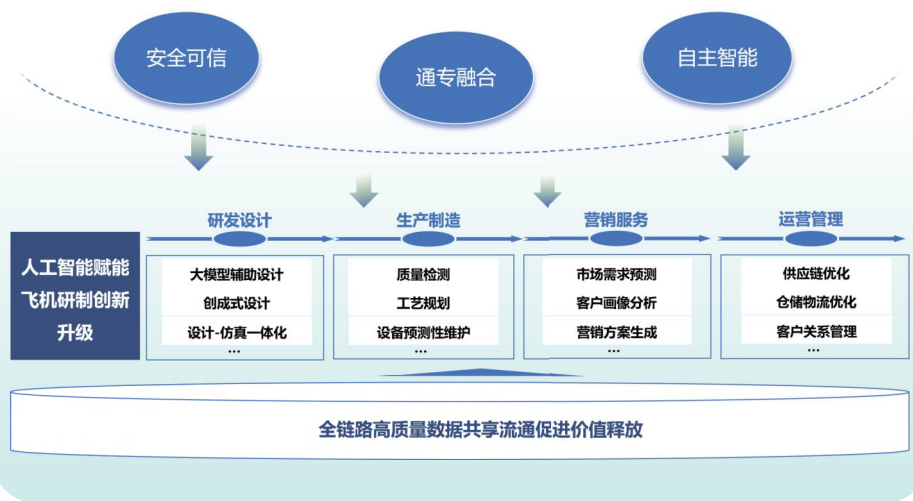 安全可信
通专融合
自主智能
研发设计
生产制造
营销服务
运营管理
人工智能赋能
飞机研制创新
升级
大模型辅助设计
创成式设计
设计-仿真一体化
...
质量检测
工艺规划
设备预测性维护
...
市场需求预测
客户画像分析
营销方案生成
...
供应链优化
仓储物流优化
客户关系管理
...
全链路高质量数据共享流通促进价值释放